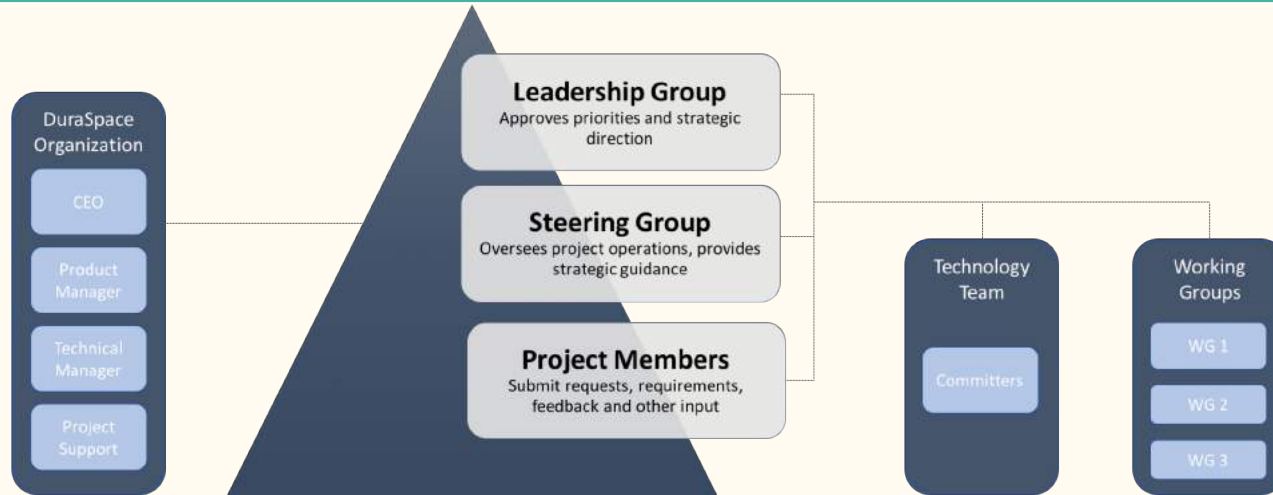 DuraSpace
Organization
CEO
Product
Manager
Technical
Manager
Project
Support
Leadership Group
Approves priorities and strategic
direction
Steering Group
Oversees project operations, provides
strategic guidance
Project Members
Submit requests, requirements,
feedback and other input
Technology
Team
Committers
Working
Groups
WG 1
WG 2
WG 3